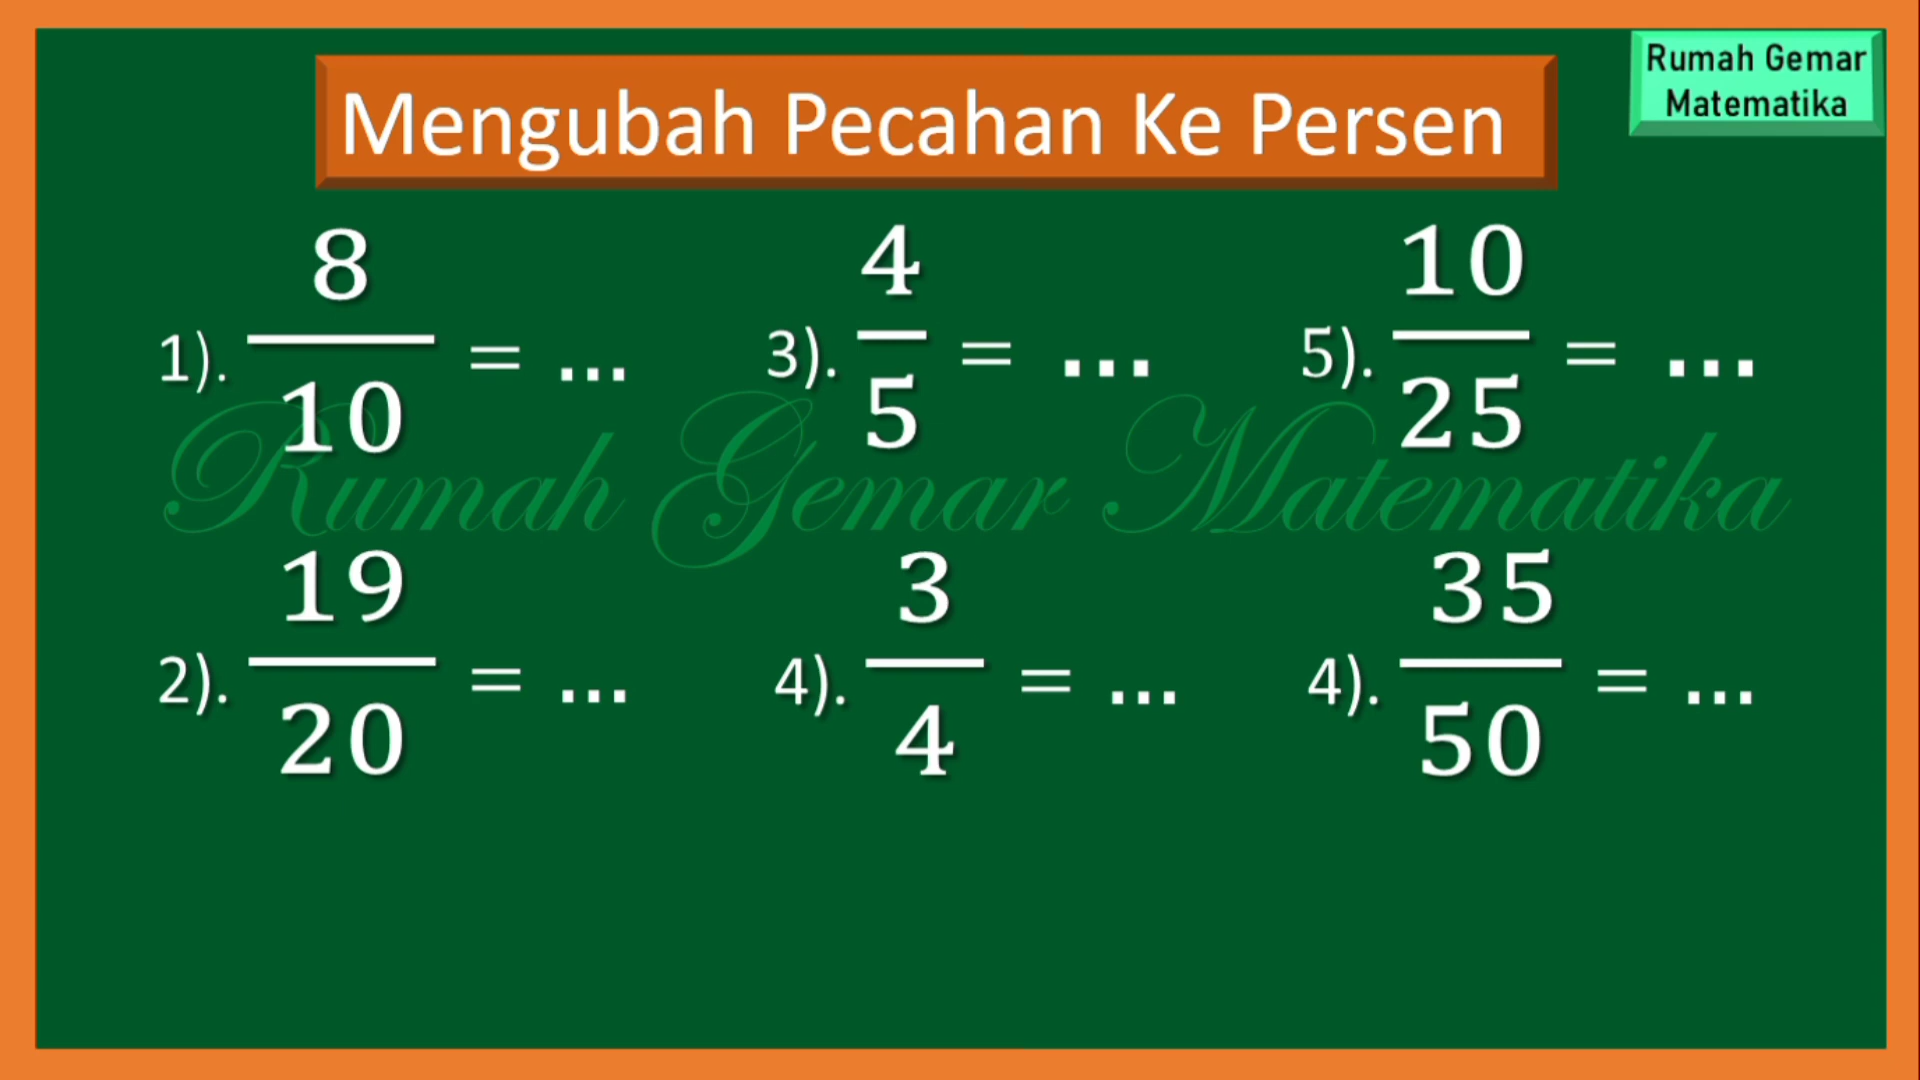 Rumah Gemar
Matematika
Mengubah Pecahan Ke Persen
1). 8/10 = ...
3). 4/5 = ...
5). 10/25 = ...
Rumah Gemar Matematika
2). 19/20 = ...
4). 3/4 = ...
4). 35/50 = ...